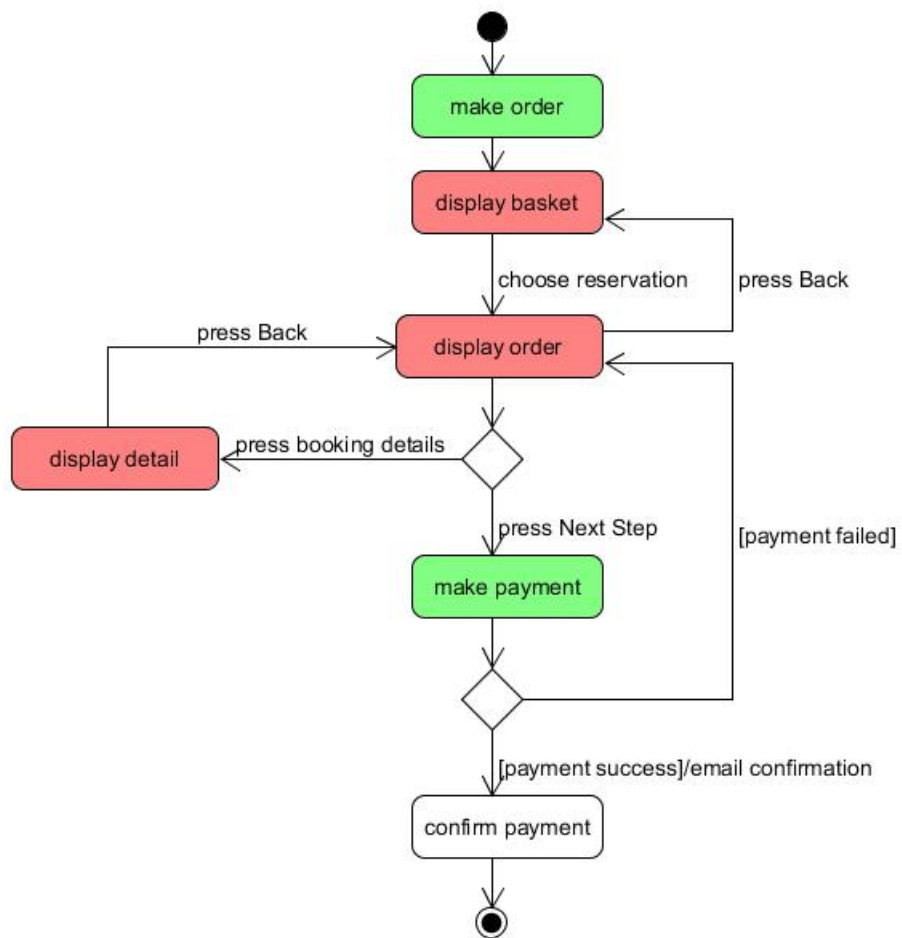 make order
display basket
choose reservation
press Back
press Back
display order
press booking details
display detail
press Next Step
[payment failed]
make payment
[payment success]/email confirmation
confirm payment